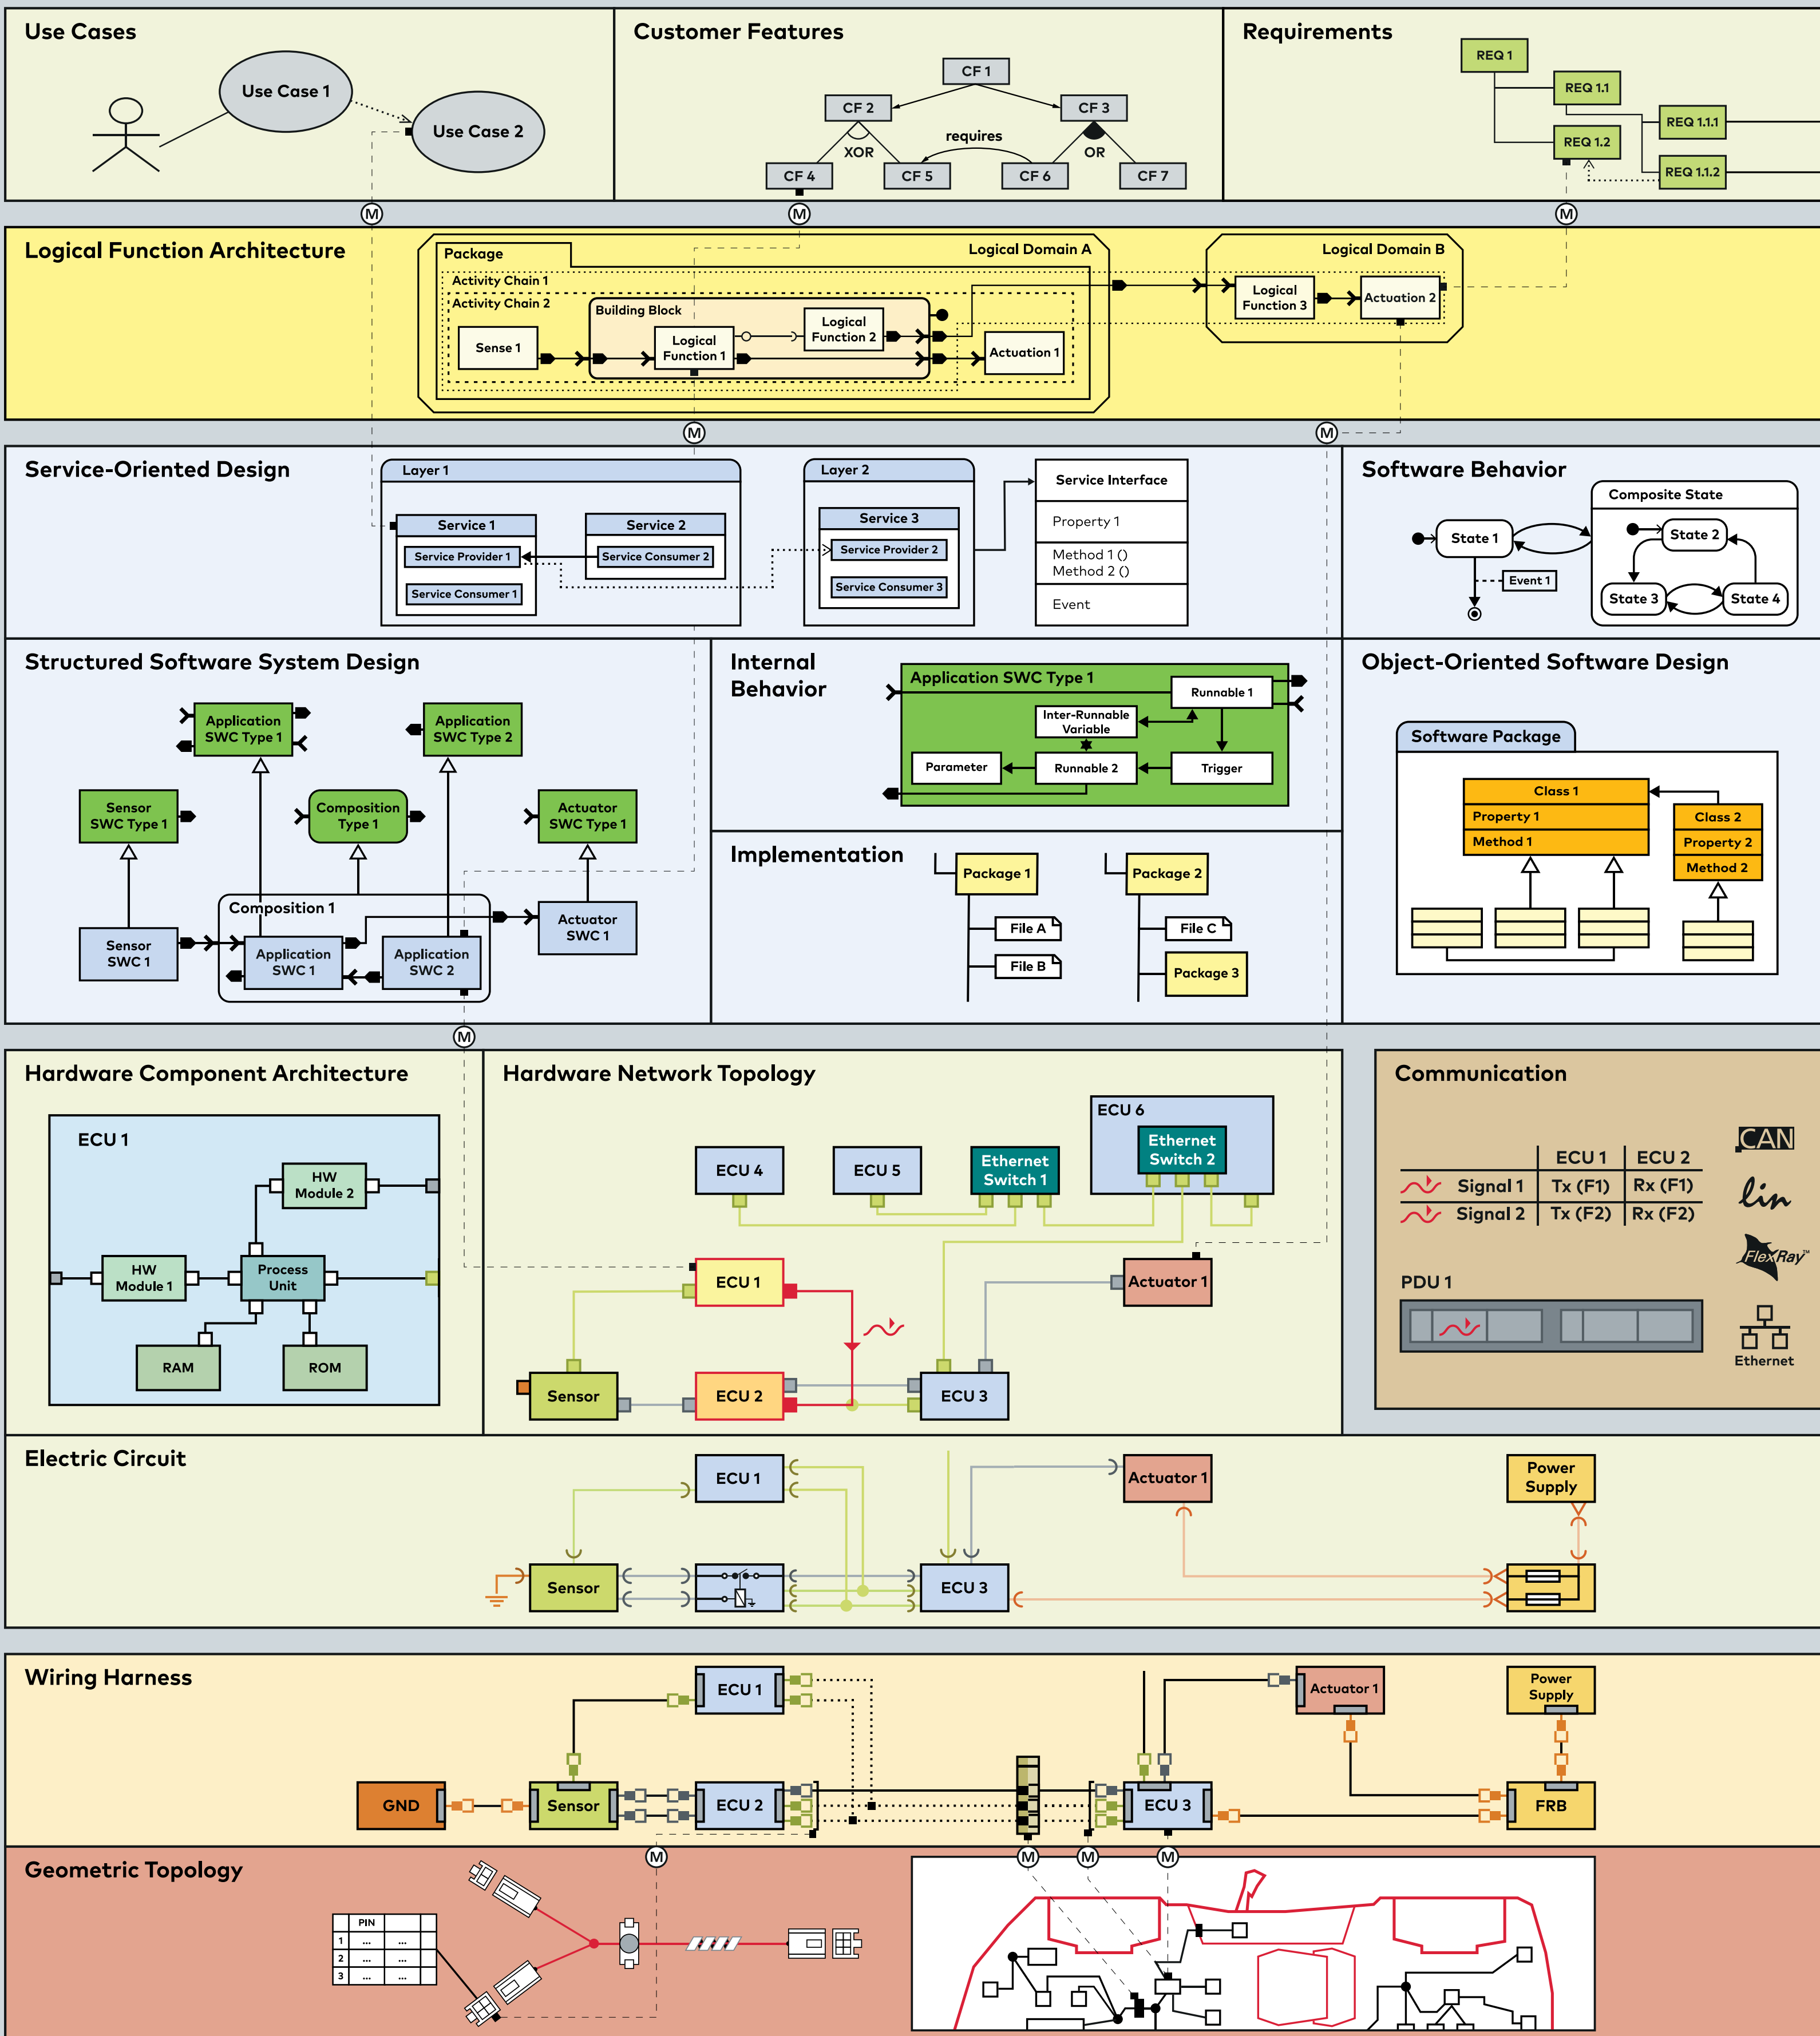 Use Cases
Use Case 1
Use Case 2
Customer Features
CF 1
CF 2
CF 3
XOR
requires
OR
CF 4
CF 5
CF 6
CF 7
Requirements
REQ 1
REQ 1.1
REQ 1.1.1
REQ 1.2
REQ 1.1.2
M
M
M
Logical Function Architecture
Package
Logical Domain A
Activity Chain 1
Activity Chain 2
Building Block
Sense 1
Logical
Function 1
Logical
Function 2
Actuation 1
Logical Domain B
Logical
Function 3
Actuation 2
M
M
Service-Oriented Design
Layer 1
Service 1
Service Provider 1
Service Consumer 1
Service 2
Service Consumer 2
Layer 2
Service 3
Service Provider 2
Service Consumer 3
Service Interface
Property 1
Method 1 ()
Method 2 ()
Event
Software Behavior
State 1
Event 1
Composite State
State 2
State 3
State 4
Structured Software System Design
Application
SWC Type 1
Application
SWC Type 2
Sensor
SWC Type 1
Composition
Type 1
Actuator
SWC Type 1
Composition 1
Sensor
SWC 1
Application
SWC 1
Application
SWC 2
Actuator
SWC 1
Internal
Behavior
Application SWC Type 1
Runnable 1
Inter-Runnable
Variable
Parameter
Runnable 2
Trigger
Implementation
Package 1
File A
File B
Package 2
File C
Package 3
Object-Oriented Software Design
Software Package
Class 1
Property 1
Method 1
Class 2
Property 2
Method 2
M
Hardware Component Architecture
ECU 1
HW
Module 2
HW
Module 1
Process
Unit
RAM
ROM
Hardware Network Topology
ECU 4
ECU 5
Ethernet
Switch 1
ECU 6
Ethernet
Switch 2
ECU 1
Actuator 1
Sensor
ECU 2
ECU 3
Communication
ECU 1
ECU 2
Signal 1
Tx (F1)
Rx (F1)
Signal 2
Tx (F2)
Rx (F2)
PDU 1
CAN
lin
FlexRay™
Ethernet
Electric Circuit
ECU 1
Actuator 1
Power
Supply
Sensor
ECU 3
Wiring Harness
ECU 1
Actuator 1
Power
Supply
GND
Sensor
ECU 2
ECU 3
FRB
M
M
M
M
Geometric Topology
PIN
1 ... ...
2 ... ...
3 ... ...